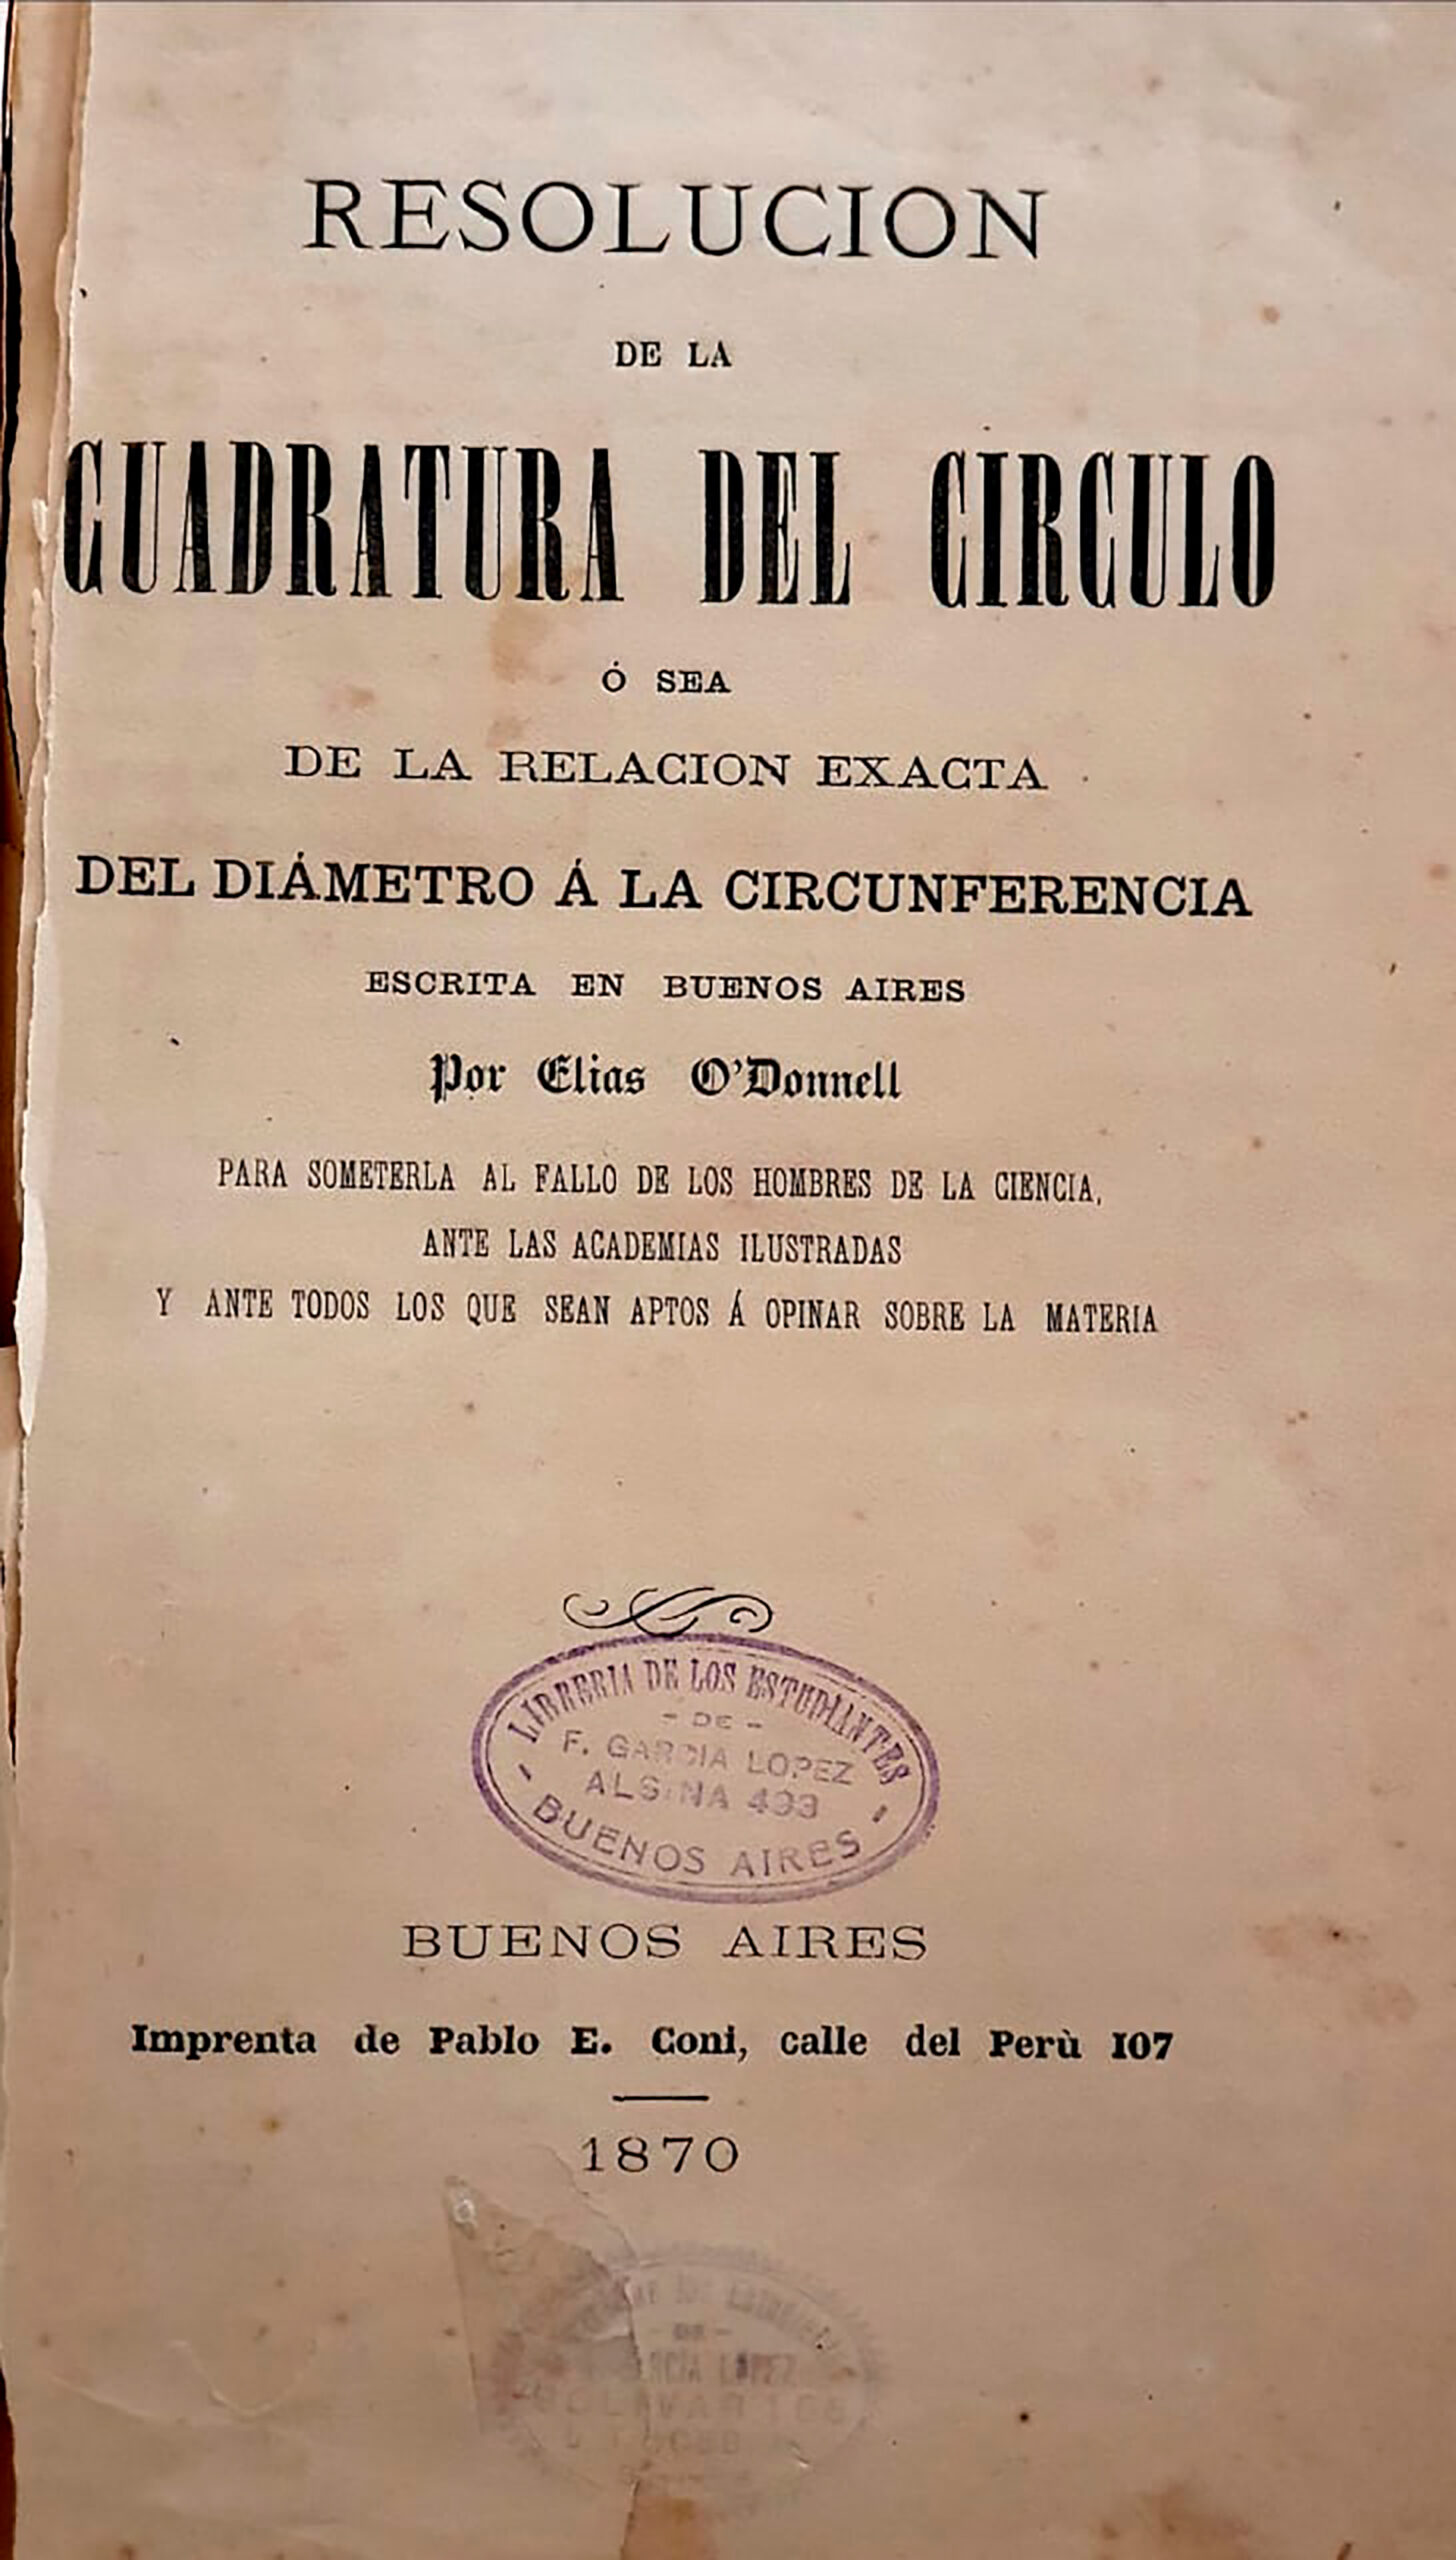 RESOLUCION
DE LA
CUADRATURA DEL CIRCULO
Ó SEA
DE LA RELACION EXACTA
DEL DIÁMETRO Á LA CIRCUNFERENCIA
ESCRITA EN BUENOS AIRES
Por Elias O'Donnell
PARA SOMETERLA AL FALLO DE LOS HOMBRES DE LA CIENCIA,
ANTE LAS ACADEMIAS ILUSTRADAS
Y ANTE TODOS LOS QUE SEAN APTOS Á OPINAR SOBRE LA MATERIA
LIBRERIA DE LOS ESTUDIANTES
- DE -
F. GARCIA LOPEZ
ALSINA 433
- BUENOS AIRES -
BUENOS AIRES
Imprenta de Pablo E. Coni, calle del Perù 107
1870
LOPEZ